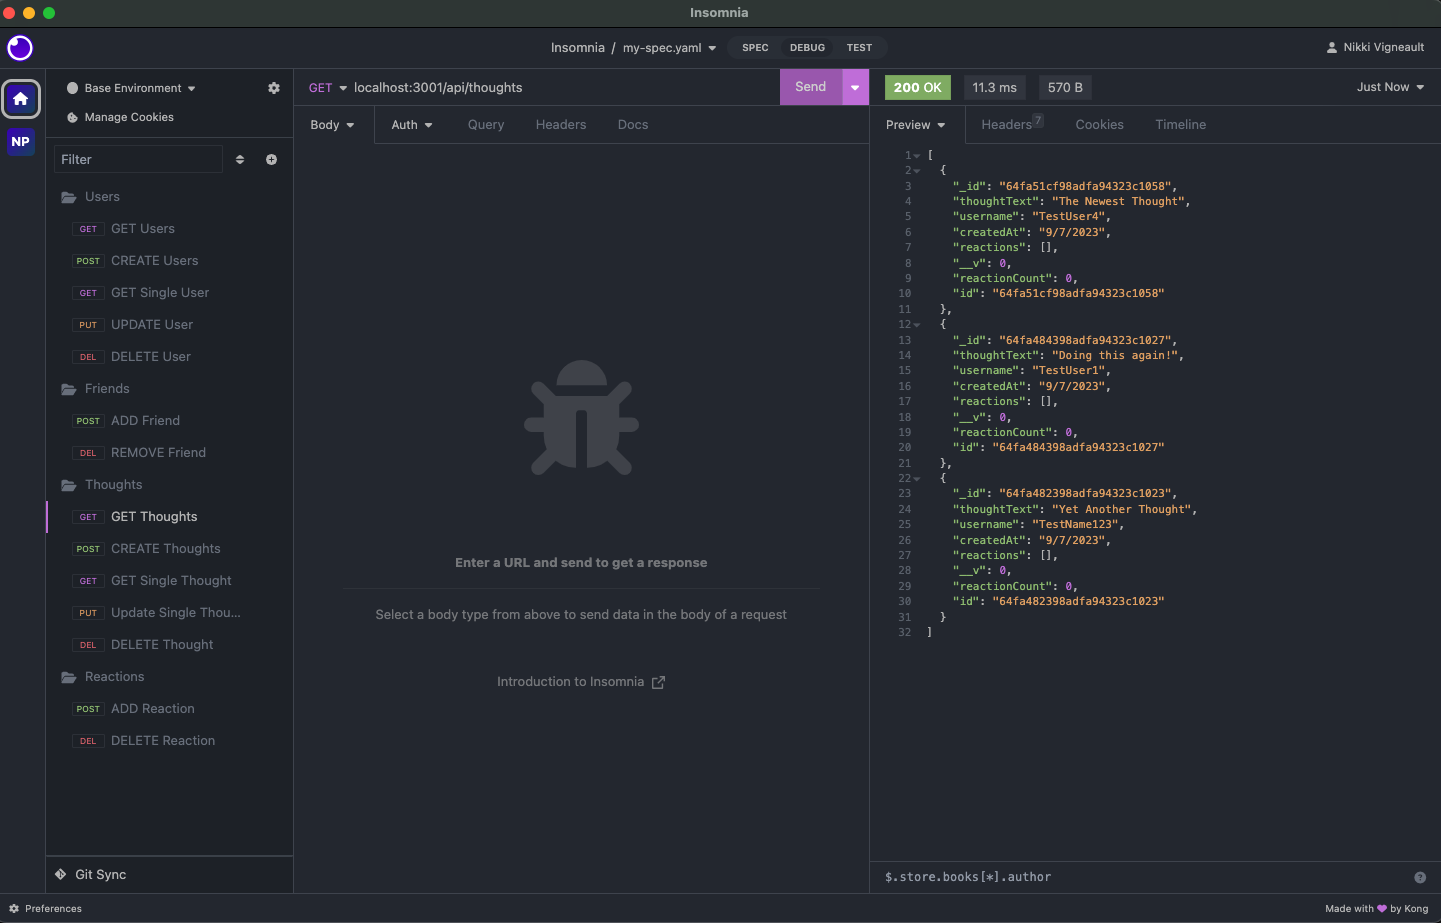 Insomnia
Insomnia / my-spec.yaml
SPEC DEBUG TEST
Nikki Vigneault
NP
Base Environment
Manage Cookies
Filter
Users
GET GET Users
POST CREATE Users
GET GET Single User
PUT UPDATE User
DEL DELETE User
Friends
POST ADD Friend
DEL REMOVE Friend
Thoughts
GET GET Thoughts
POST CREATE Thoughts
GET GET Single Thought
PUT Update Single Thou...
DEL DELETE Thought
Reactions
POST ADD Reaction
DEL DELETE Reaction
Git Sync
Preferences
GET localhost:3001/api/thoughts Send
Body Auth Query Headers Docs
Enter a URL and send to get a response
Select a body type from above to send data in the body of a request
Introduction to Insomnia
200 OK 11.3 ms 570 B Just Now
Preview Headers 7 Cookies Timeline
1 [
2 {
3 "_id": "64fa51cf98adfa94323c1058",
4 "thoughtText": "The Newest Thought",
5 "username": "TestUser4",
6 "createdAt": "9/7/2023",
7 "reactions": [],
8 "__v": 0,
9 "reactionCount": 0,
10 "id": "64fa51cf98adfa94323c1058"
11 },
12 {
13 "_id": "64fa484398adfa94323c1027",
14 "thoughtText": "Doing this again!",
15 "username": "TestUser1",
16 "createdAt": "9/7/2023",
17 "reactions": [],
18 "__v": 0,
19 "reactionCount": 0,
20 "id": "64fa484398adfa94323c1027"
21 },
22 {
23 "_id": "64fa482398adfa94323c1023",
24 "thoughtText": "Yet Another Thought",
25 "username": "TestName123",
26 "createdAt": "9/7/2023",
27 "reactions": [],
28 "__v": 0,
29 "reactionCount": 0,
30 "id": "64fa482398adfa94323c1023"
31 }
32 ]
$.store.books[*].author
?
Made with 💜 by Kong